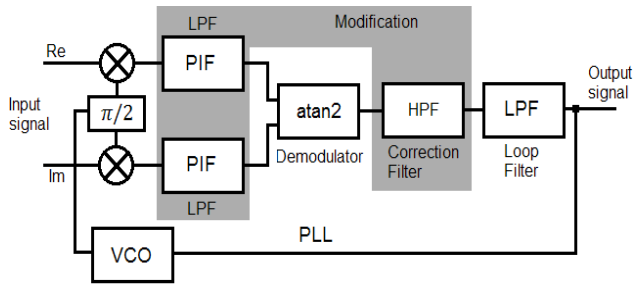 LPF
Modification
Re
PIF
Input
signal
π/2
atan2
HPF
LPF
Output
signal
Demodulator
Correction
Filter
Loop
Filter
Im
PIF
LPF
PLL
VCO